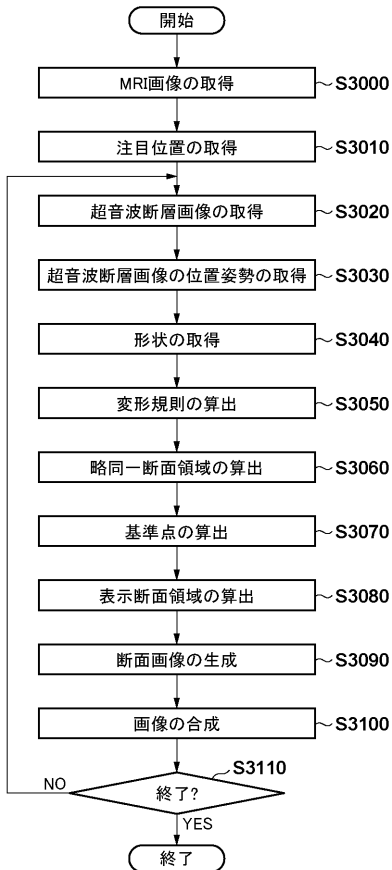 開始
MRI画像の取得 S3000
注目位置の取得 S3010
超音波断層画像の取得 S3020
超音波断層画像の位置姿勢の取得 S3030
形状の取得 S3040
変形規則の算出 S3050
略同一断面領域の算出 S3060
基準点の算出 S3070
表示断面領域の算出 S3080
断面画像の生成 S3090
画像の合成 S3100
S3110
NO 終了?
YES
終了